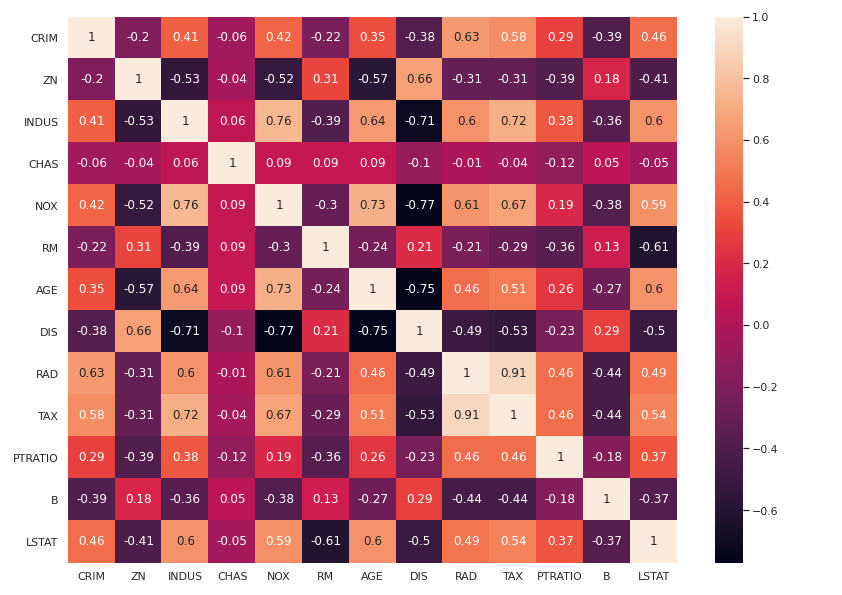 CRIM 1 -0.2 0.41 -0.06 0.42 -0.22 0.35 -0.38 0.63 0.58 0.29 -0.39 0.46
ZN -0.2 1 -0.53 -0.04 -0.52 0.31 -0.57 0.66 -0.31 -0.31 -0.39 0.18 -0.41
INDUS 0.41 -0.53 1 0.06 0.76 -0.39 0.64 -0.71 0.6 0.72 0.38 -0.36 0.6
CHAS -0.06 -0.04 0.06 1 0.09 0.09 0.09 -0.1 -0.01 -0.04 -0.12 0.05 -0.05
NOX 0.42 -0.52 0.76 0.09 1 -0.3 0.73 -0.77 0.61 0.67 0.19 -0.38 0.59
RM -0.22 0.31 -0.39 0.09 -0.3 1 -0.24 0.21 -0.21 -0.29 -0.36 0.13 -0.61
AGE 0.35 -0.57 0.64 0.09 0.73 -0.24 1 -0.75 0.46 0.51 0.26 -0.27 0.6
DIS -0.38 0.66 -0.71 -0.1 -0.77 0.21 -0.75 1 -0.49 -0.53 -0.23 0.29 -0.5
RAD 0.63 -0.31 0.6 -0.01 0.61 -0.21 0.46 -0.49 1 0.91 0.46 -0.44 0.49
TAX 0.58 -0.31 0.72 -0.04 0.67 -0.29 0.51 -0.53 0.91 1 0.46 -0.44 0.54
PTRATIO 0.29 -0.39 0.38 -0.12 0.19 -0.36 0.26 -0.23 0.46 0.46 1 -0.18 0.37
B -0.39 0.18 -0.36 0.05 -0.38 0.13 -0.27 0.29 -0.44 -0.44 -0.18 1 -0.37
LSTAT 0.46 -0.41 0.6 -0.05 0.59 -0.61 0.6 -0.5 0.49 0.54 0.37 -0.37 1
CRIM ZN INDUS CHAS NOX RM AGE DIS RAD TAX PTRATIO B LSTAT
1.0
0.8
0.6
0.4
0.2
0.0
−0.2
−0.4
−0.6